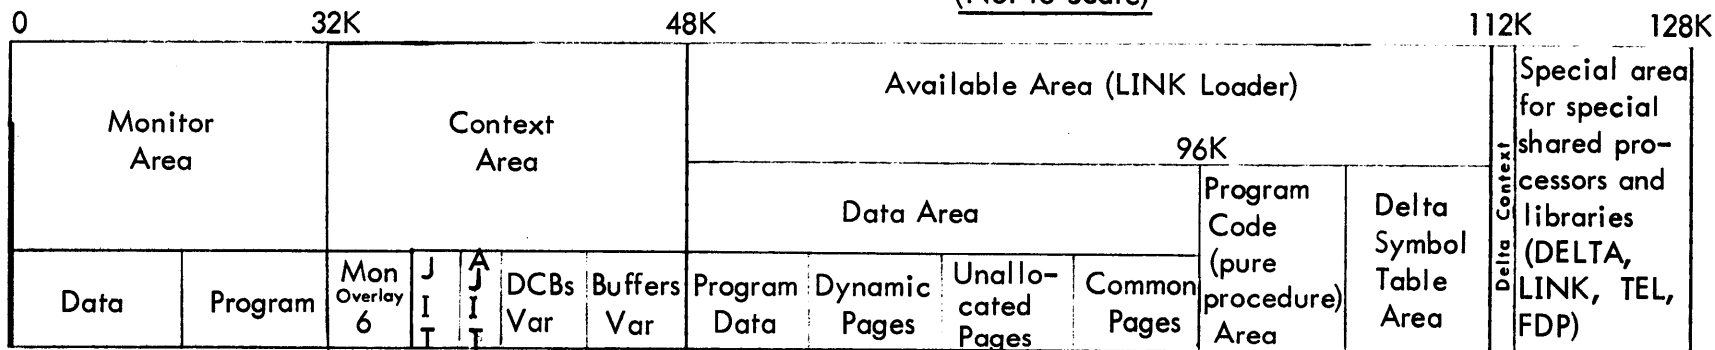 (Not to Scale)
0 32K 48K 112K 128K
Monitor
Area
Context
Area
Available Area (LINK Loader)
96K
Data Area
Program
Code
(pure
procedure)
Area
Delta
Symbol
Table
Area
Delta Context
Special area
for special
shared pro-
cessors and
libraries
(DELTA,
LINK, TEL,
FDP)
Data
Program
Mon
Overlay
6
J
I
T
A
J
I
T
DCBs
Var
Buffers
Var
Program
Data
Dynamic
Pages
Unallo-
cated
Pages
Common
Pages